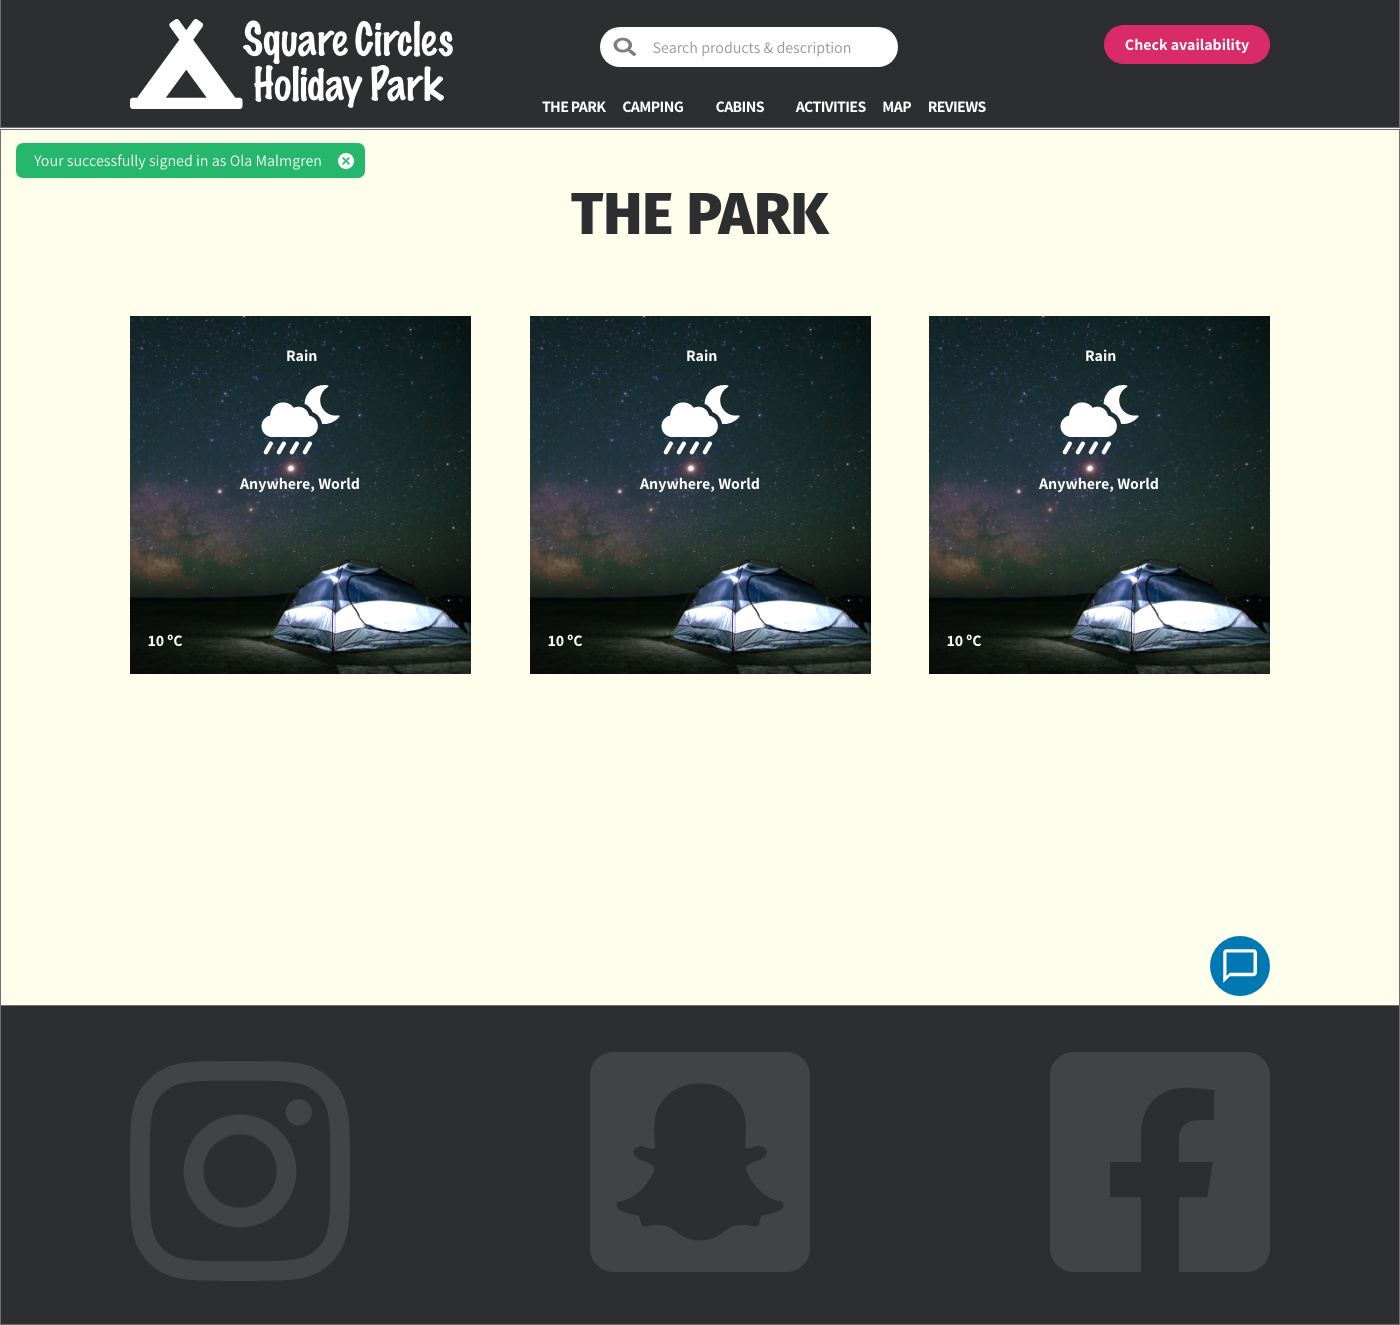 Square Circles
Holiday Park
Search products & description
Check availability
THE PARK CAMPING CABINS ACTIVITIES MAP REVIEWS
Your successfully signed in as Ola Malmgren
THE PARK
Rain
Anywhere, World
10 °C
Rain
Anywhere, World
10 °C
Rain
Anywhere, World
10 °C